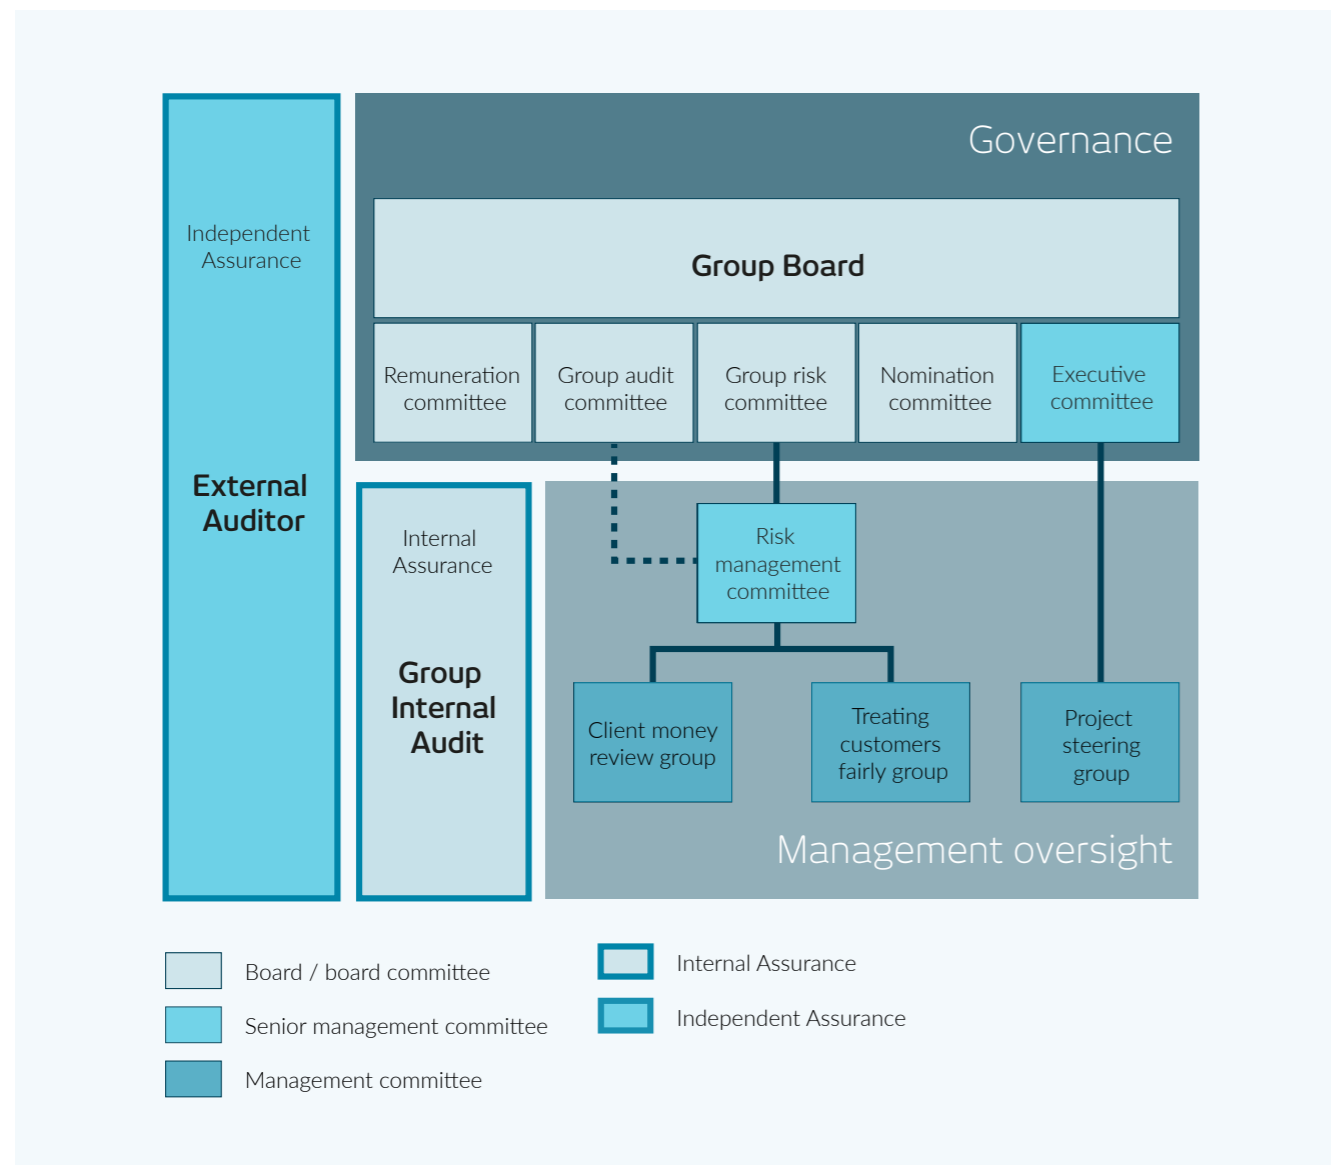 Governance
Independent
Assurance
External
Auditor
Group Board
Remuneration
committee
Group audit
committee
Group risk
committee
Nomination
committee
Executive
committee
Internal
Assurance
Group
Internal
Audit
Risk
management
committee
Client money
review group
Treating
customers
fairly group
Project
steering
group
Management oversight
Board / board committee
Senior management committee
Management committee
Internal Assurance
Independent Assurance